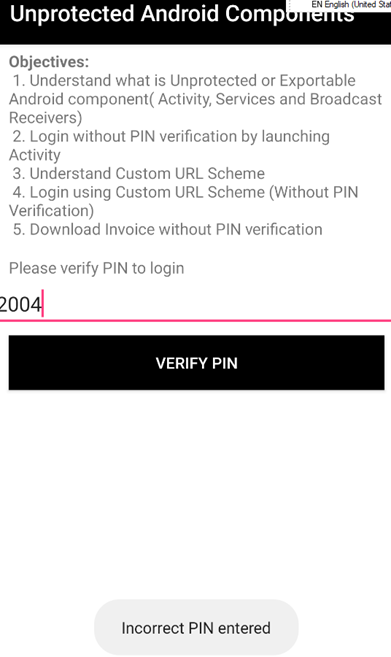 EN English (United Stat
Unprotected Android Components
Objectives:
1. Understand what is Unprotected or Exportable
Android component( Activity, Services and Broadcast
Receivers)
2. Login without PIN verification by launching
Activity
3. Understand Custom URL Scheme
4. Login using Custom URL Scheme (Without PIN
Verification)
5. Download Invoice without PIN verification
Please verify PIN to login
2004
VERIFY PIN
Incorrect PIN entered